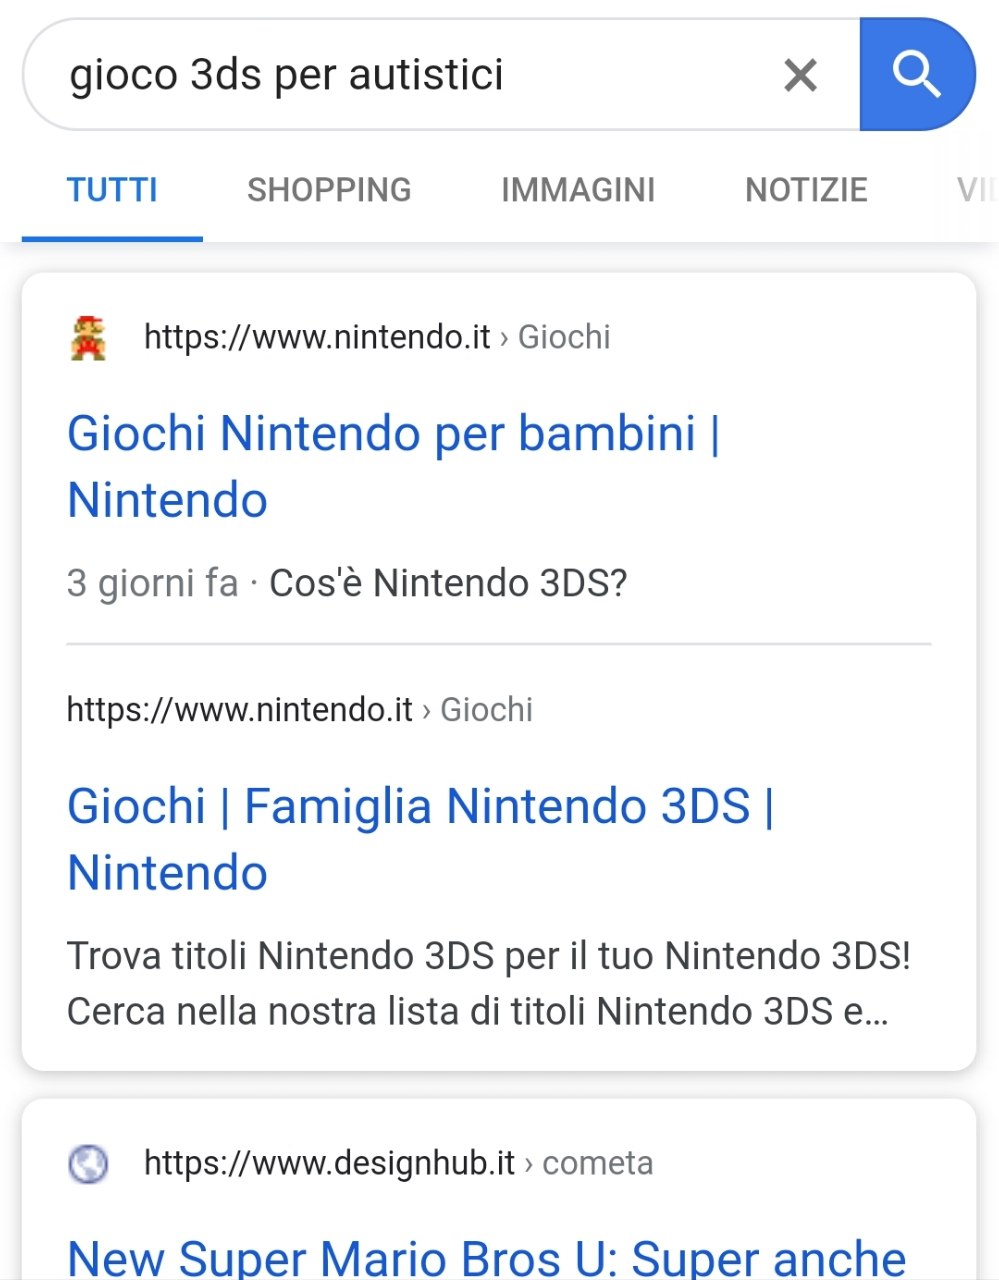 gioco 3ds per autistici
TUTTI SHOPPING IMMAGINI NOTIZIE
https://www.nintendo.it › Giochi
Giochi Nintendo per bambini |
Nintendo
3 giorni fa · Cos'è Nintendo 3DS?
https://www.nintendo.it › Giochi
Giochi | Famiglia Nintendo 3DS |
Nintendo
Trova titoli Nintendo 3DS per il tuo Nintendo 3DS!
Cerca nella nostra lista di titoli Nintendo 3DS e…
https://www.designhub.it › cometa
New Super Mario Bros U: Super anche